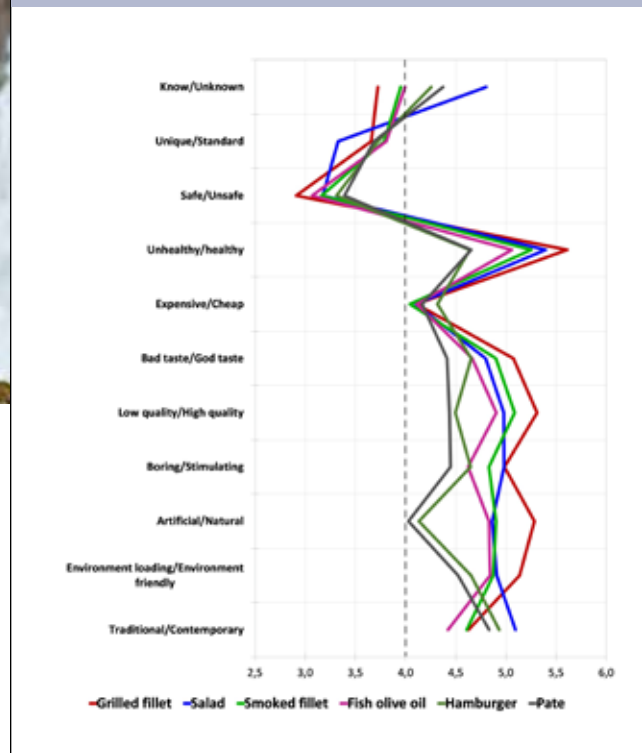 Know/Unknown
Unique/Standard
Safe/Unsafe
Unhealthy/healthy
Expensive/Cheap
Bad taste/God taste
Low quality/High quality
Boring/Stimulating
Artificial/Natural
Environment loading/Environment
friendly
Traditional/Contemporary
2,5 3,0 3,5 4,0 4,5 5,0 5,5 6,0
Grilled fillet Salad Smoked fillet Fish olive oil Hamburger Pate